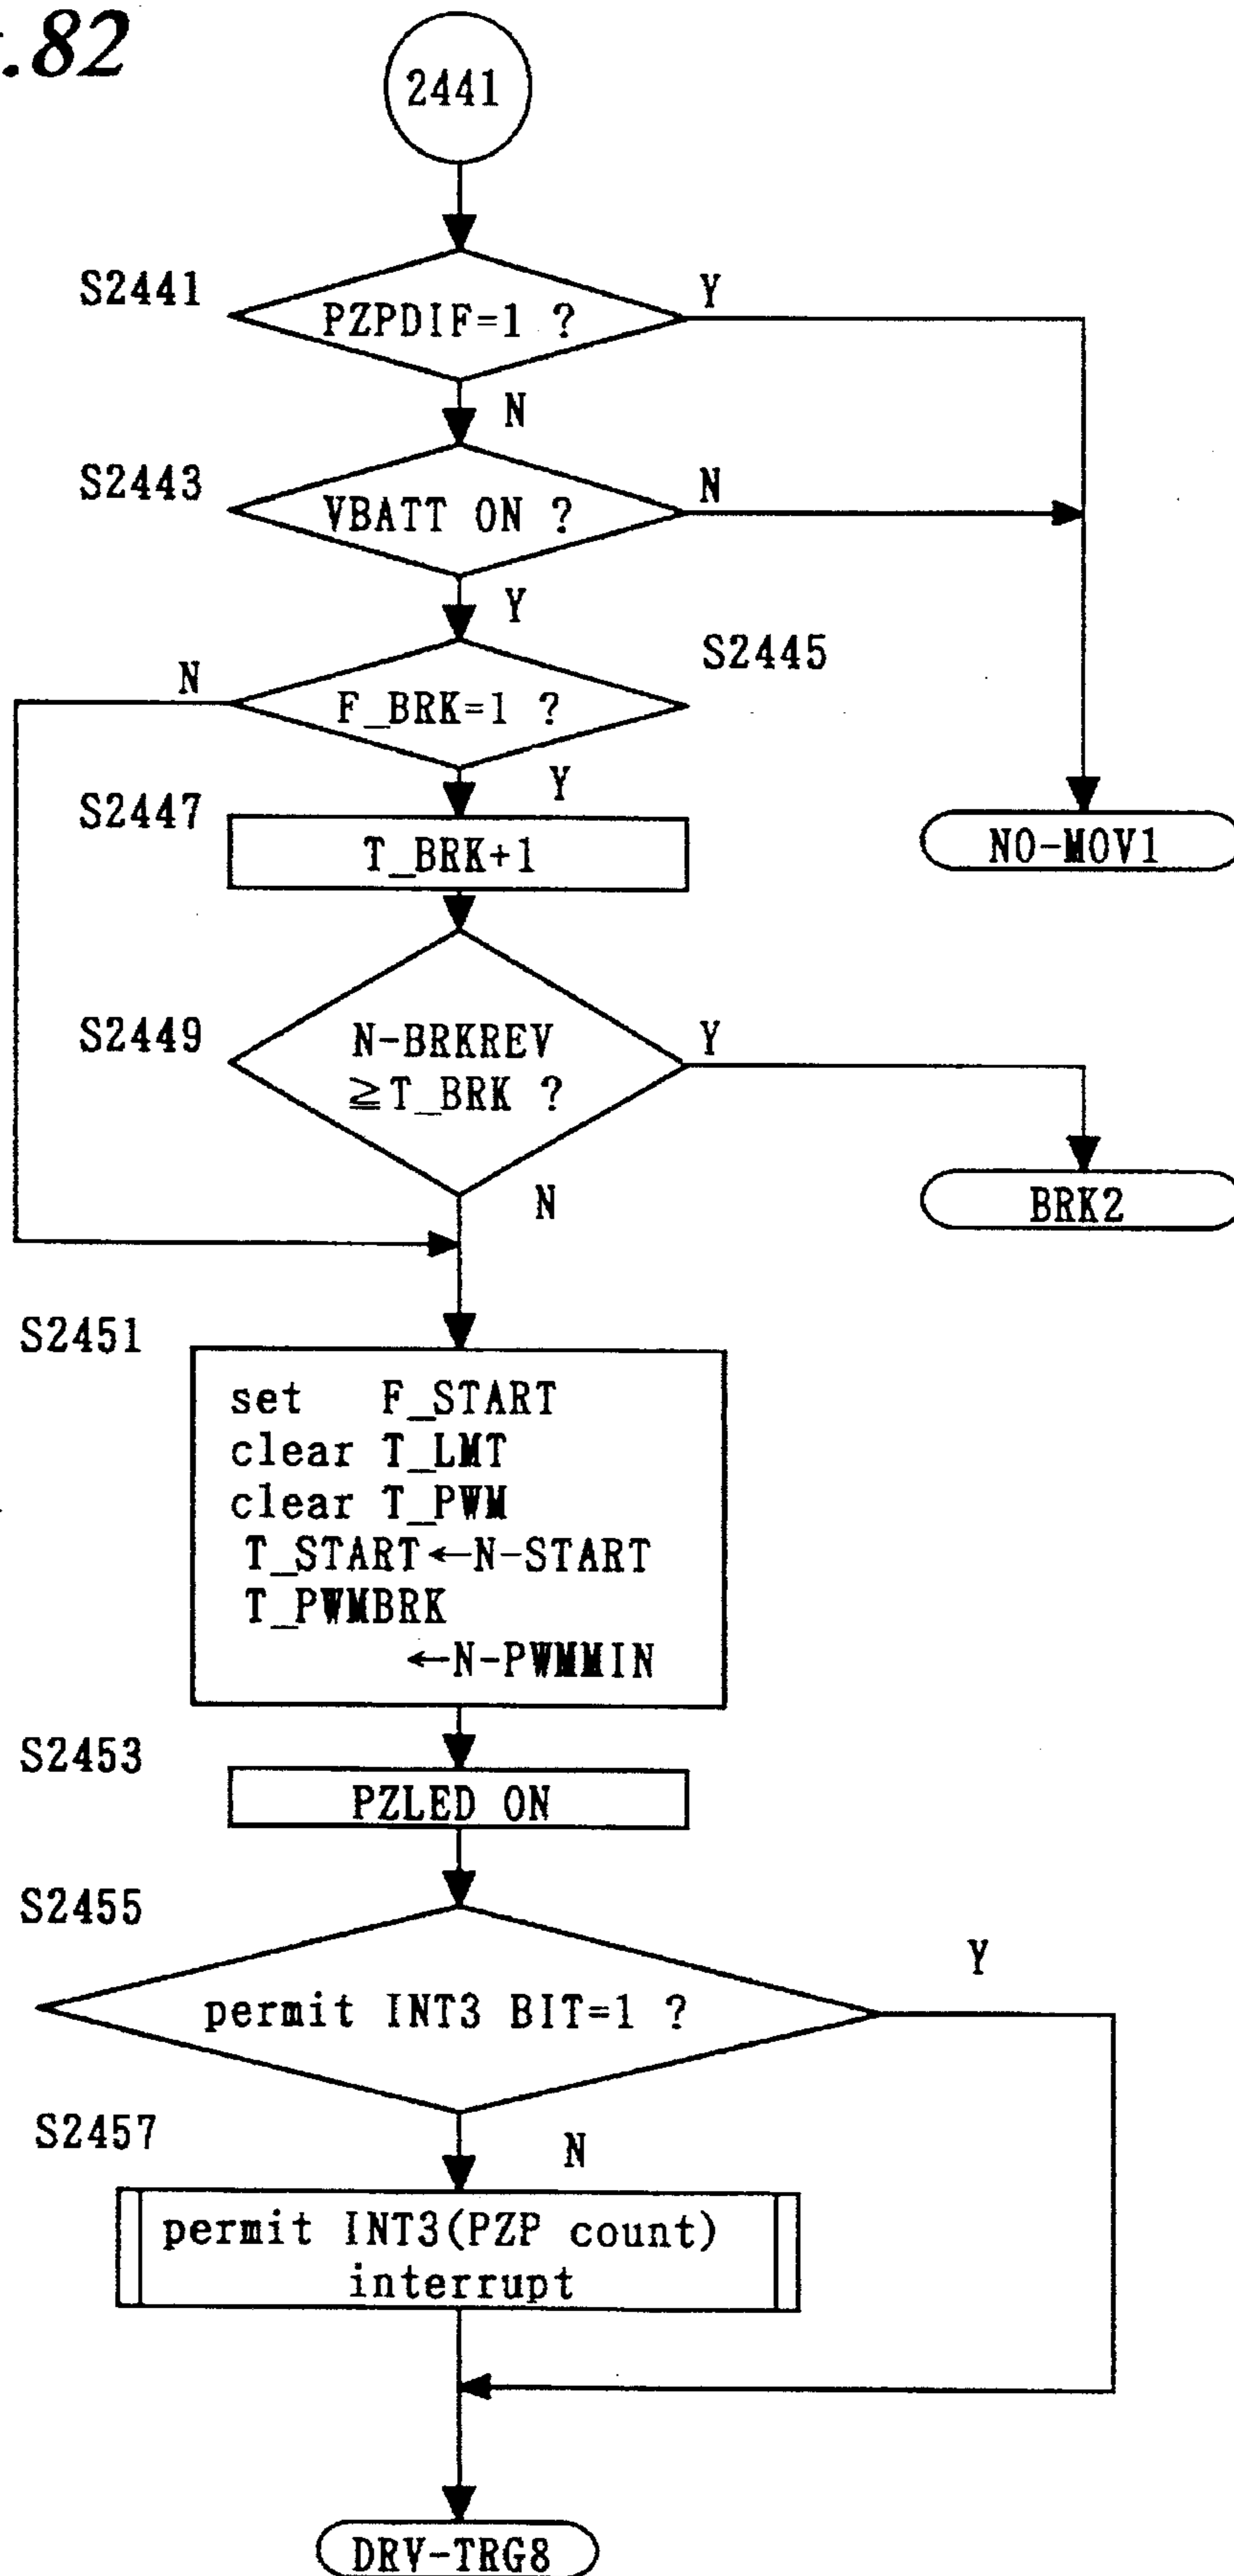 .82
2441
S2441
PZPDIF=1 ?
Y
N
S2443
VBATT ON ?
N
Y
S2445
N
F_BRK=1 ?
Y
S2447
T_BRK+1
NO-MOV1
S2449
N-BRKREV
≧T_BRK ?
Y
BRK2
N
S2451
set F_START
clear T_LMT
clear T_PWM
T_START←N-START
T_PWMBRK
←N-PWMMIN
S2453
PZLED ON
S2455
Y
permit INT3 BIT=1 ?
S2457
N
permit INT3(PZP count)
interrupt
DRV-TRG8